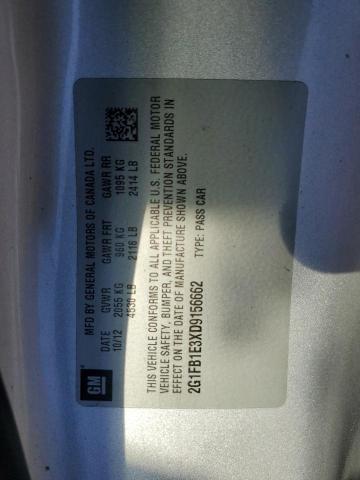 GM
MFD BY GENERAL MOTORS OF CANADA LTD.
DATE GVWR GAWR FRT GAWR RR
10/12 2055 KG 960 KG 1095 KG
4530 LB 2116 LB 2414 LB
THIS VEHICLE CONFORMS TO ALL APPLICABLE U.S. FEDERAL MOTOR
VEHICLE SAFETY, BUMPER, AND THEFT PREVENTION STANDARDS IN
EFFECT ON THE DATE OF MANUFACTURE SHOWN ABOVE.
2G1FB1E3XD9156662 TYPE: PASS CAR